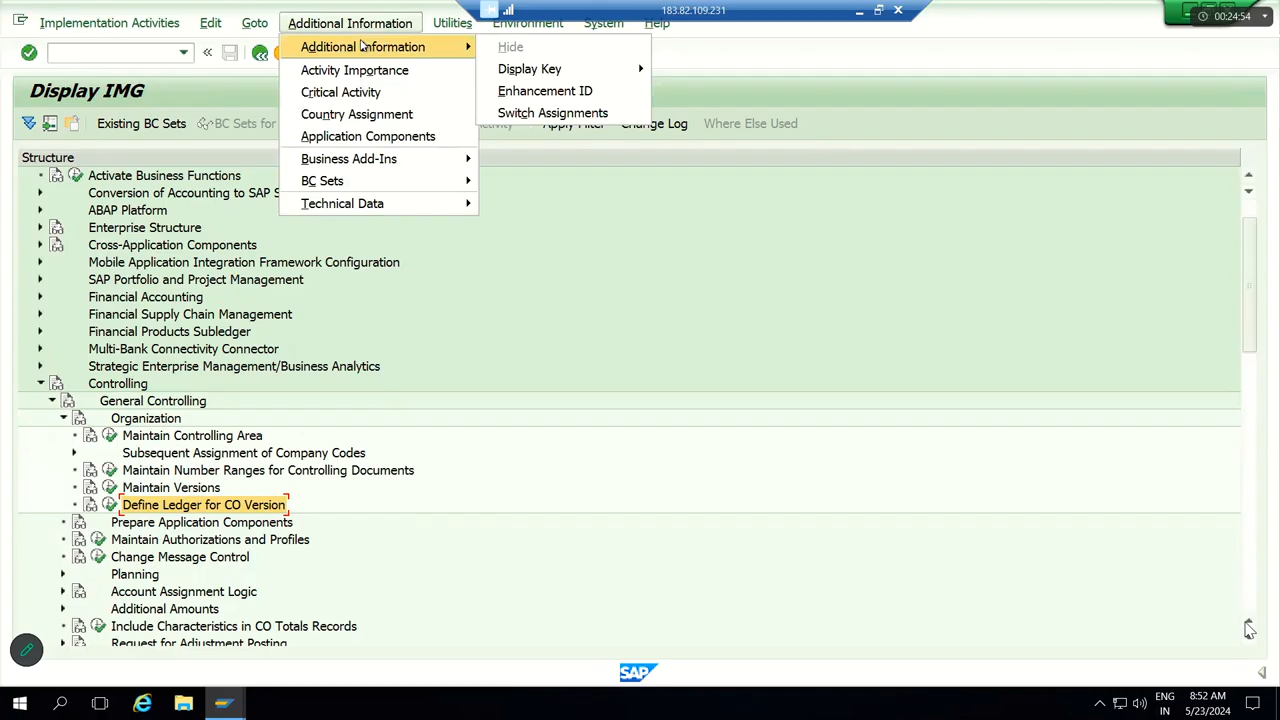 183.82.109.231
00:24:54
Implementation Activities Edit Goto Additional Information Utilities Environment System Help
Additional Information
Activity Importance
Critical Activity
Country Assignment
Application Components
Business Add-Ins
BC Sets
Technical Data
Hide
Display Key
Enhancement ID
Switch Assignments
Display IMG
Existing BC Sets BC Sets for Change Log Where Else Used
Structure
Activate Business Functions
Conversion of Accounting to SAP S
ABAP Platform
Enterprise Structure
Cross-Application Components
Mobile Application Integration Framework Configuration
SAP Portfolio and Project Management
Financial Accounting
Financial Supply Chain Management
Financial Products Subledger
Multi-Bank Connectivity Connector
Strategic Enterprise Management/Business Analytics
Controlling
General Controlling
Organization
Maintain Controlling Area
Subsequent Assignment of Company Codes
Maintain Number Ranges for Controlling Documents
Maintain Versions
Define Ledger for CO Version
Prepare Application Components
Maintain Authorizations and Profiles
Change Message Control
Planning
Account Assignment Logic
Additional Amounts
Include Characteristics in CO Totals Records
Request for Adjustment Posting
SAP
ENG 8:52 AM
IN 5/23/2024